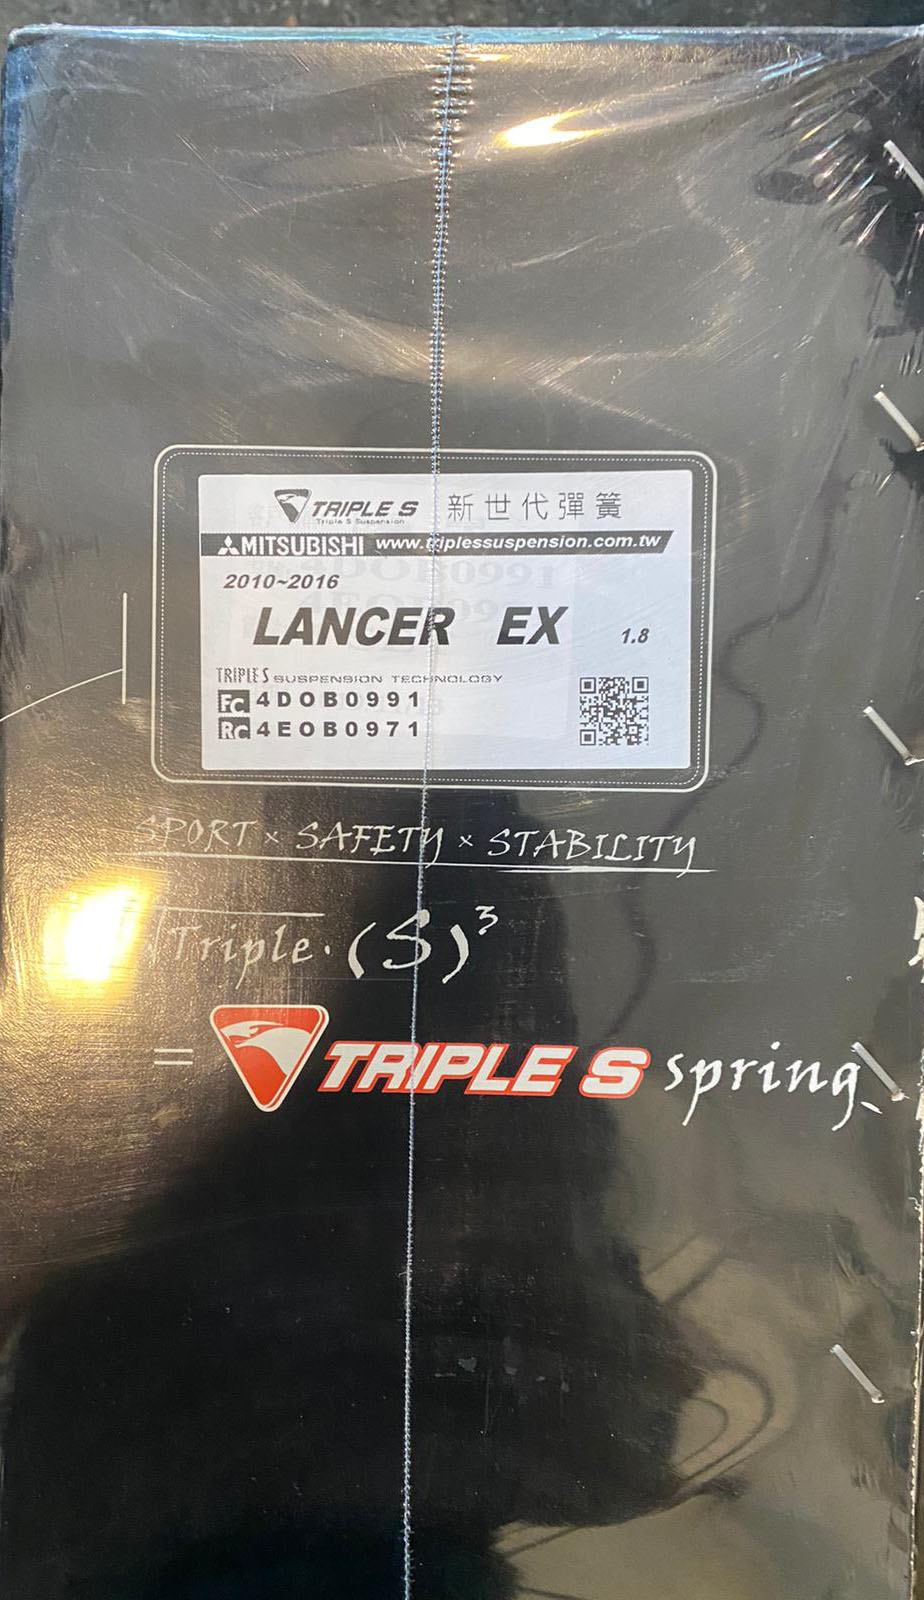 TRIPLE S 新世代彈簧
Triple S Suspension
MITSUBISHI www.triplessuspension.com.tw
2010~2016
LANCER EX 1.8
TRIPLE S SUSPENSION TECHNOLOGY
FC 4DOB0991
RC 4EOB0971
SPORT × SAFETY × STABILITY
√Triple·(S)³
= TRIPLE S spring